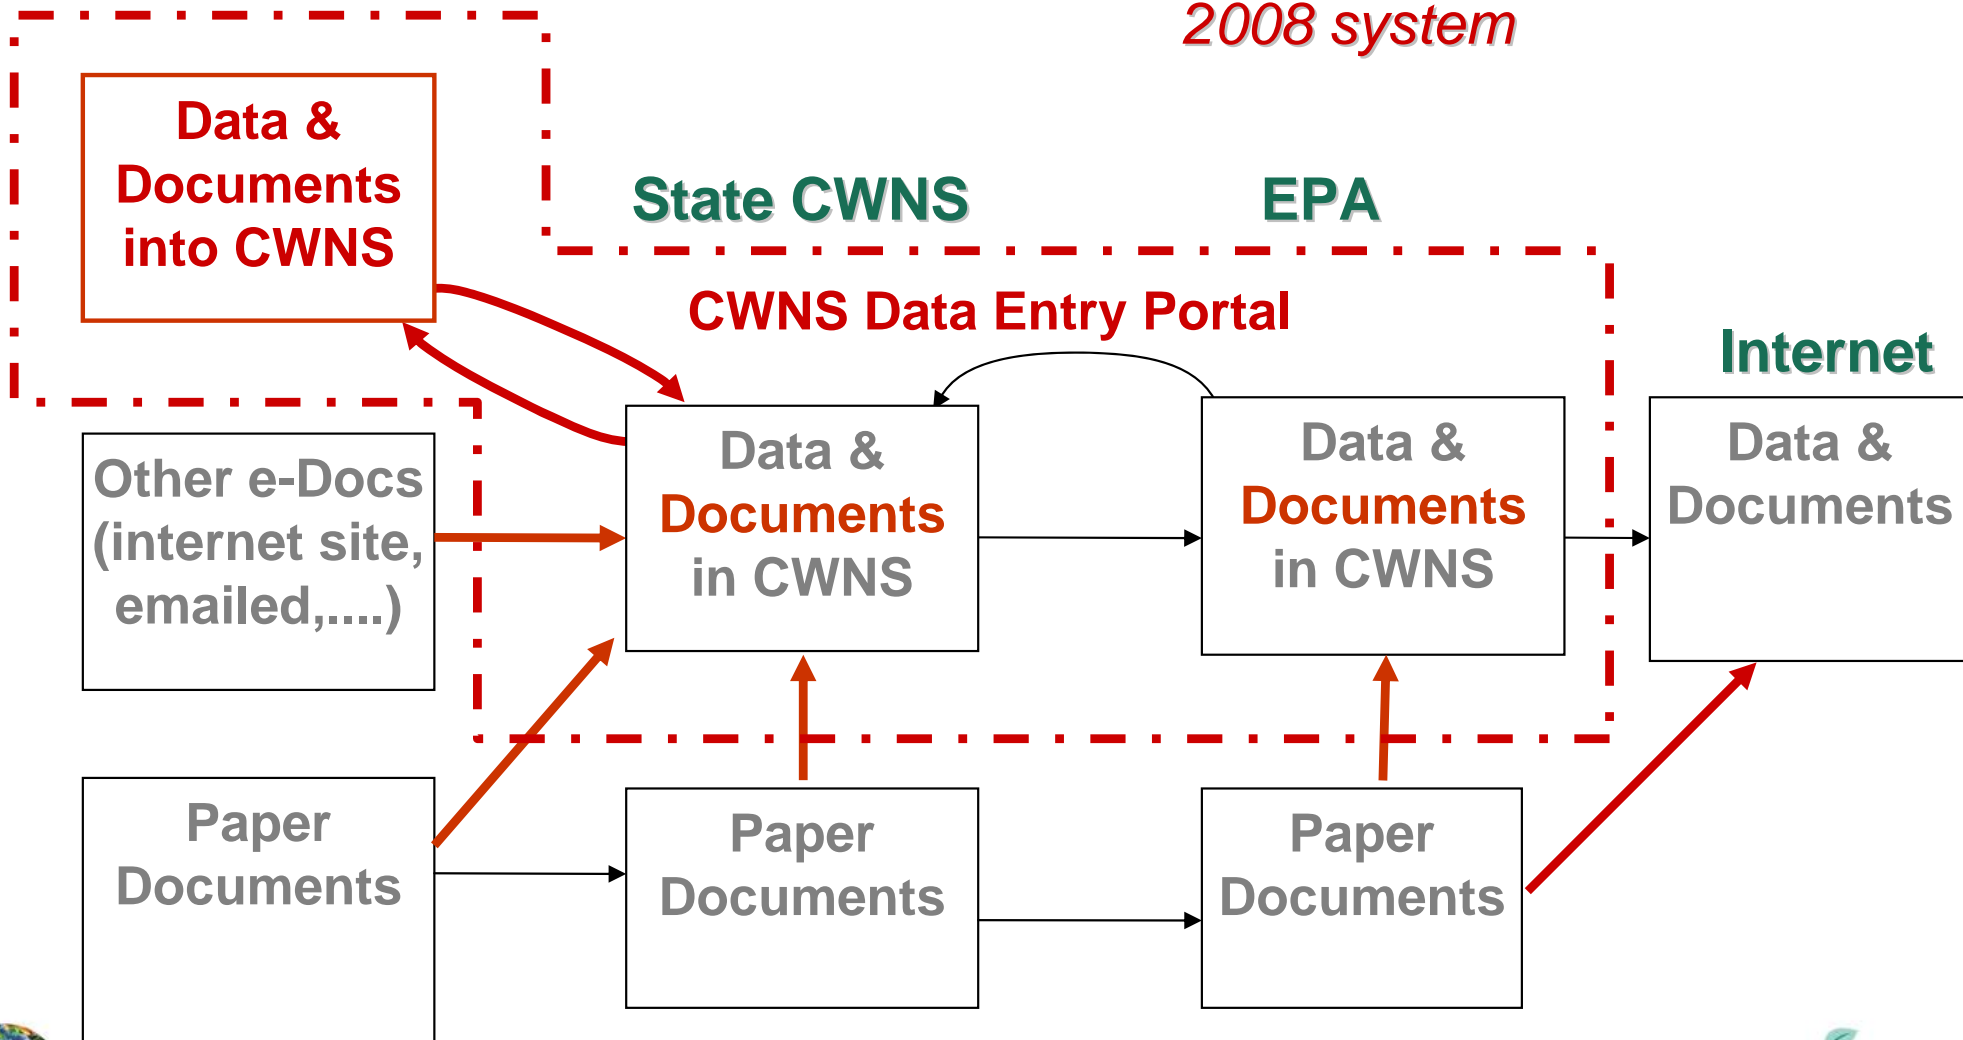 2008 system
Data &
Documents
into CWNS
State CWNS
EPA
CWNS Data Entry Portal
Internet
Other e-Docs
(internet site,
emailed,....)
Data &
Documents
in CWNS
Data &
Documents
in CWNS
Data &
Documents
Paper
Documents
Paper
Documents
Paper
Documents